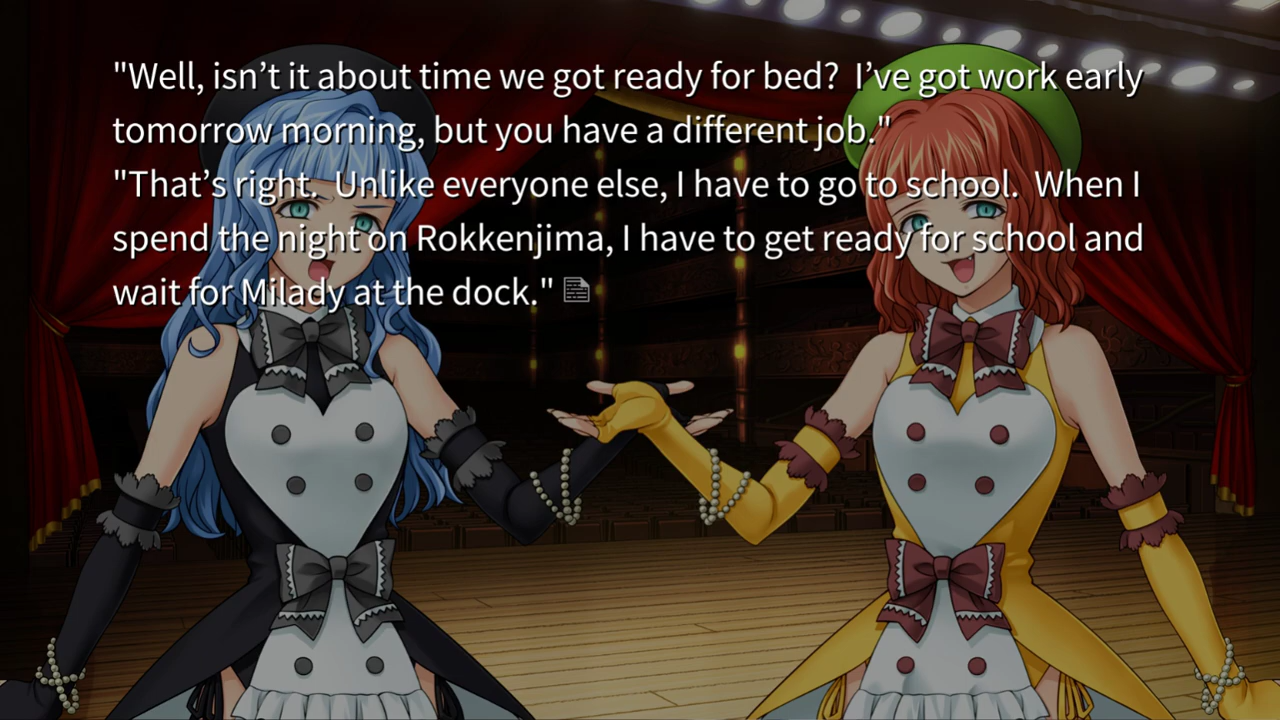 "Well, isn’t it about time we got ready for bed?  I’ve got work early
tomorrow morning, but you have a different job."
"That’s right.  Unlike everyone else, I have to go to school.  When I
spend the night on Rokkenjima, I have to get ready for school and
wait for Milady at the dock."